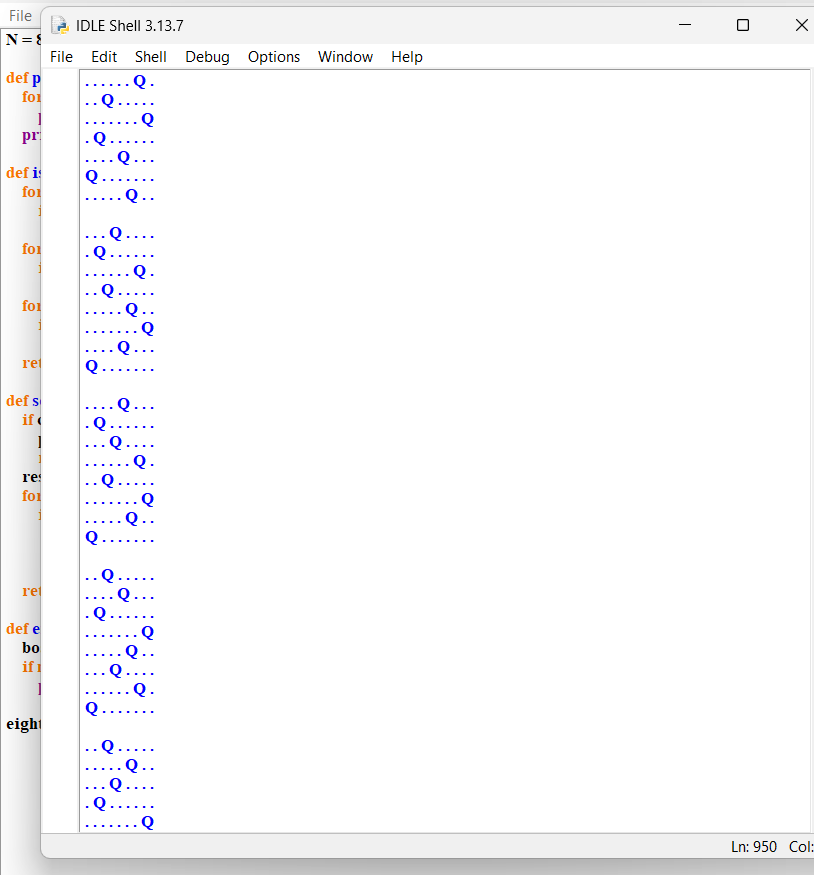 File
N = 8
def p
for
pri
def is
for
i
for
i
for
i
ret
def s
if
res
for
i
ret
def e
bo
if
eight
IDLE Shell 3.13.7
File Edit Shell Debug Options Window Help
. . . . . . Q .
. . Q . . . . .
. . . . . . . Q
. Q . . . . . .
. . . . Q . . .
Q . . . . . . .
. . . . . Q . .

. . . Q . . . .
. Q . . . . . .
. . . . . . Q .
. . Q . . . . .
. . . . . Q . .
. . . . . . . Q
. . . . Q . . .
Q . . . . . . .

. . . . Q . . .
. Q . . . . . .
. . . Q . . . .
. . . . . . Q .
. . Q . . . . .
. . . . . . . Q
. . . . . Q . .
Q . . . . . . .

. . Q . . . . .
. . . . Q . . .
. Q . . . . . .
. . . . . . . Q
. . . . . Q . .
. . . Q . . . .
. . . . . . Q .
Q . . . . . . .

. . Q . . . . .
. . . . . Q . .
. . . Q . . . .
. Q . . . . . .
. . . . . . . Q
Ln: 950 Col: